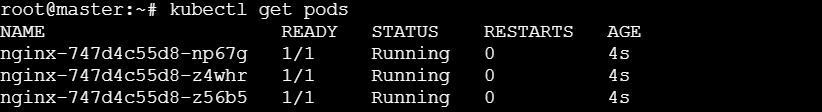 root@master:~# kubectl get pods
NAME READY STATUS RESTARTS AGE
nginx-747d4c55d8-np67g 1/1 Running 0 4s
nginx-747d4c55d8-z4whr 1/1 Running 0 4s
nginx-747d4c55d8-z56b5 1/1 Running 0 4s